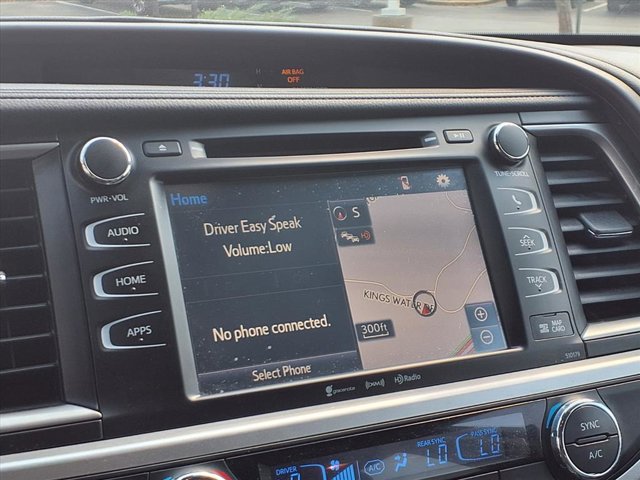 3:30
AIR BAG
OFF
PWR·VOL
AUDIO
HOME
APPS
Home
Driver Easy Speak
Volume:Low
No phone connected.
Select Phone
S
KINGS WATER
300ft
gracenote
HD Radio
TUNE·SCROLL
SEEK
TRACK
MAP
CARD
510179
DRIVER
A/C
REAR SYNC
LO
PASS SYNC
LO
SYNC
A/C